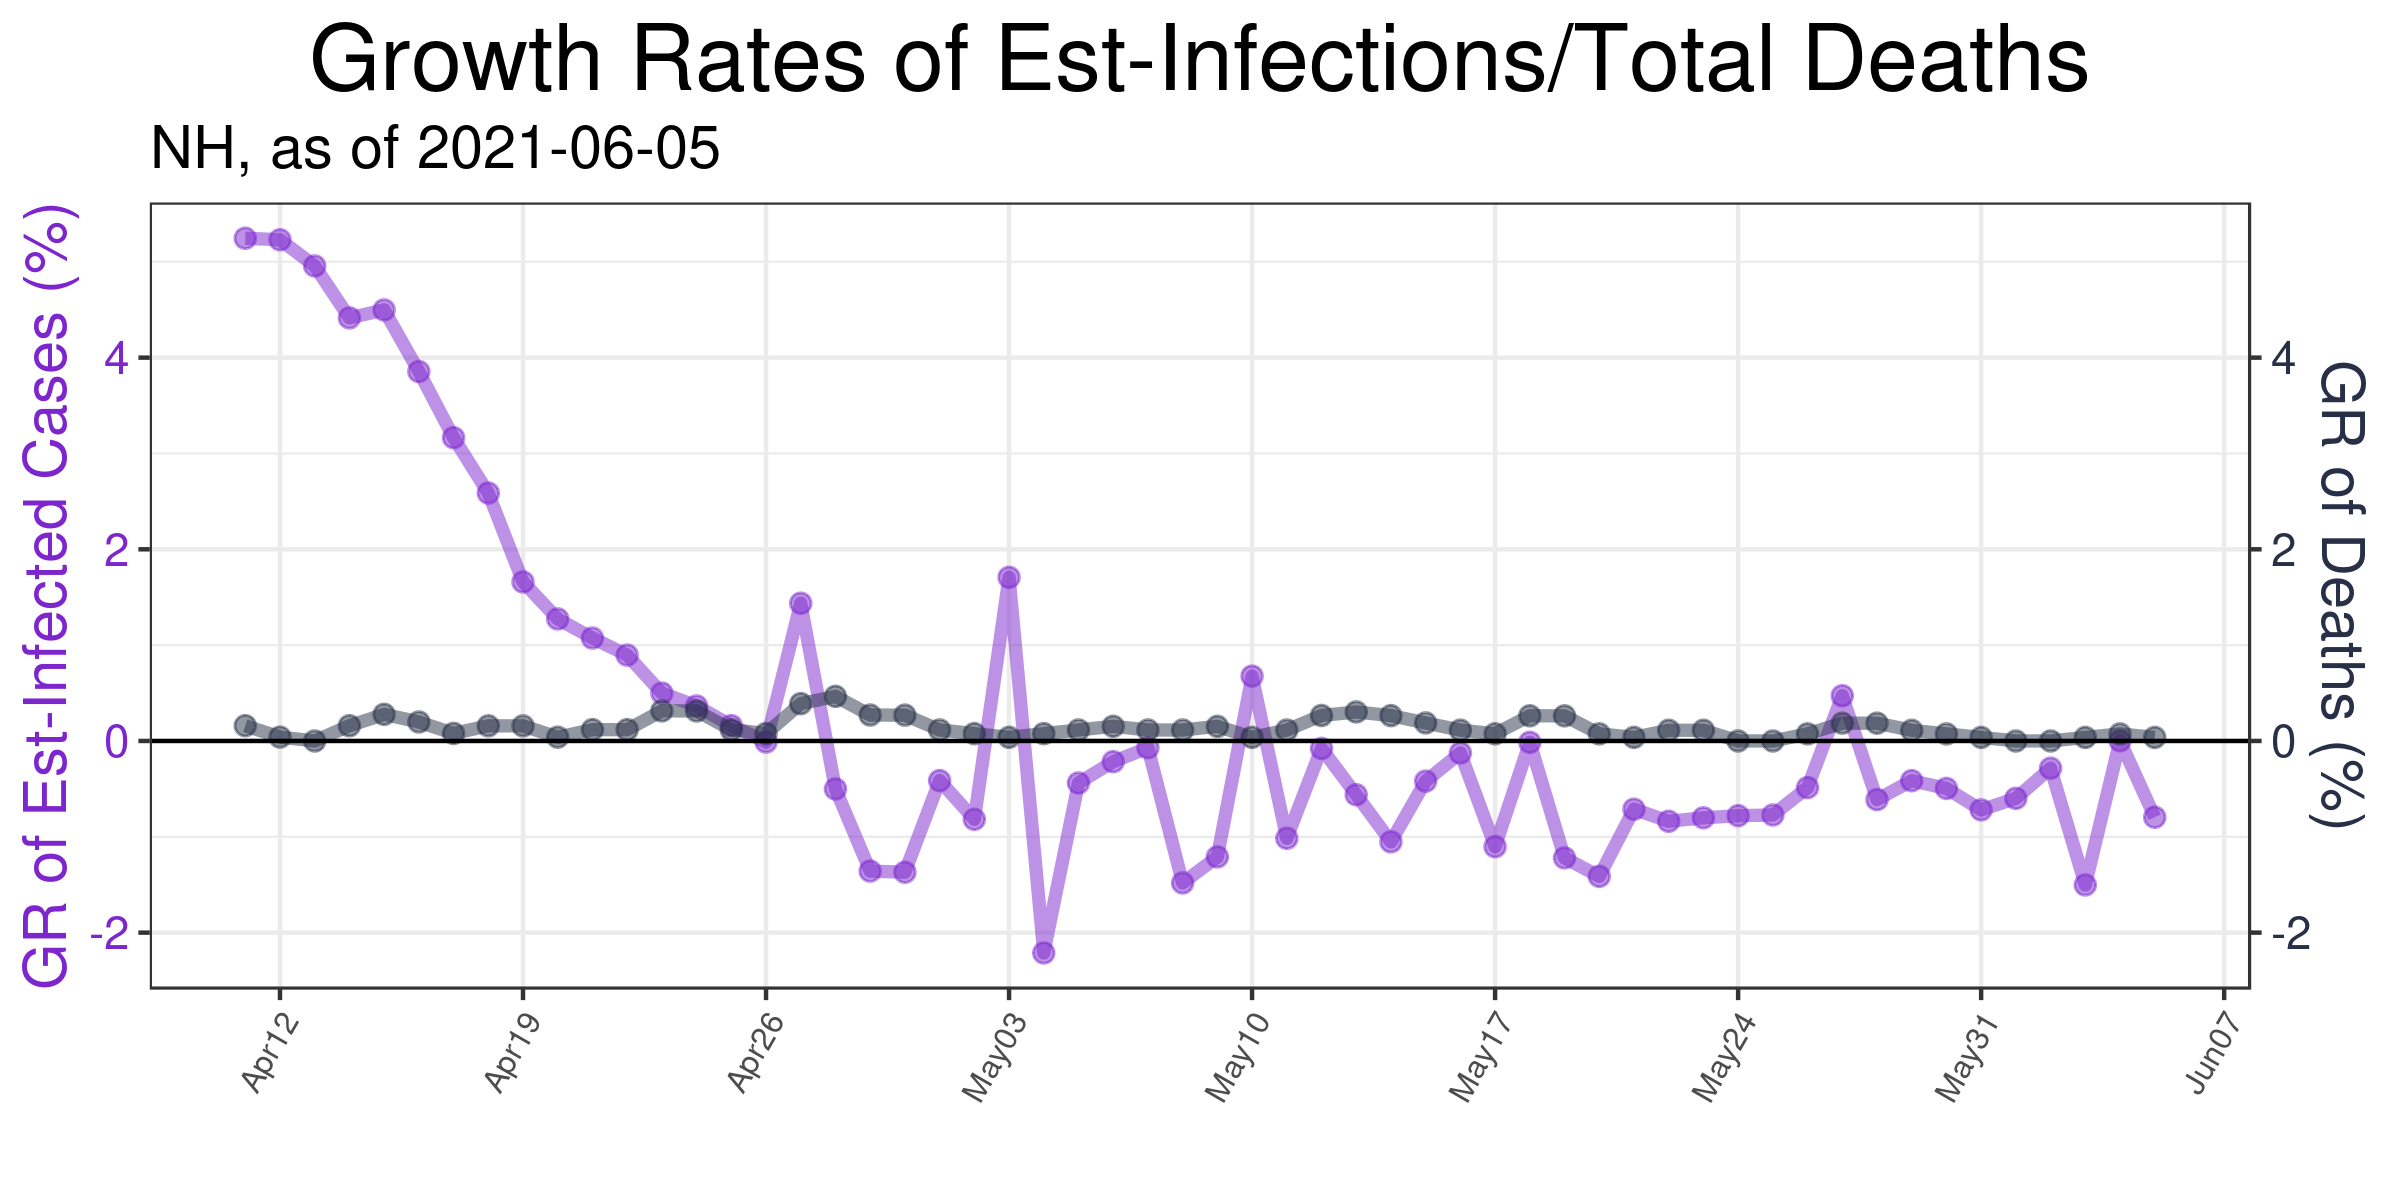 Growth Rates of Est-Infections/Total Deaths
NH, as of 2021-06-05
GR of Est-Infected Cases (%)
4
2
0
-2
4
2
0
-2
GR of Deaths (%)
Apr12
Apr19
Apr26
May03
May10
May17
May24
May31
Jun07